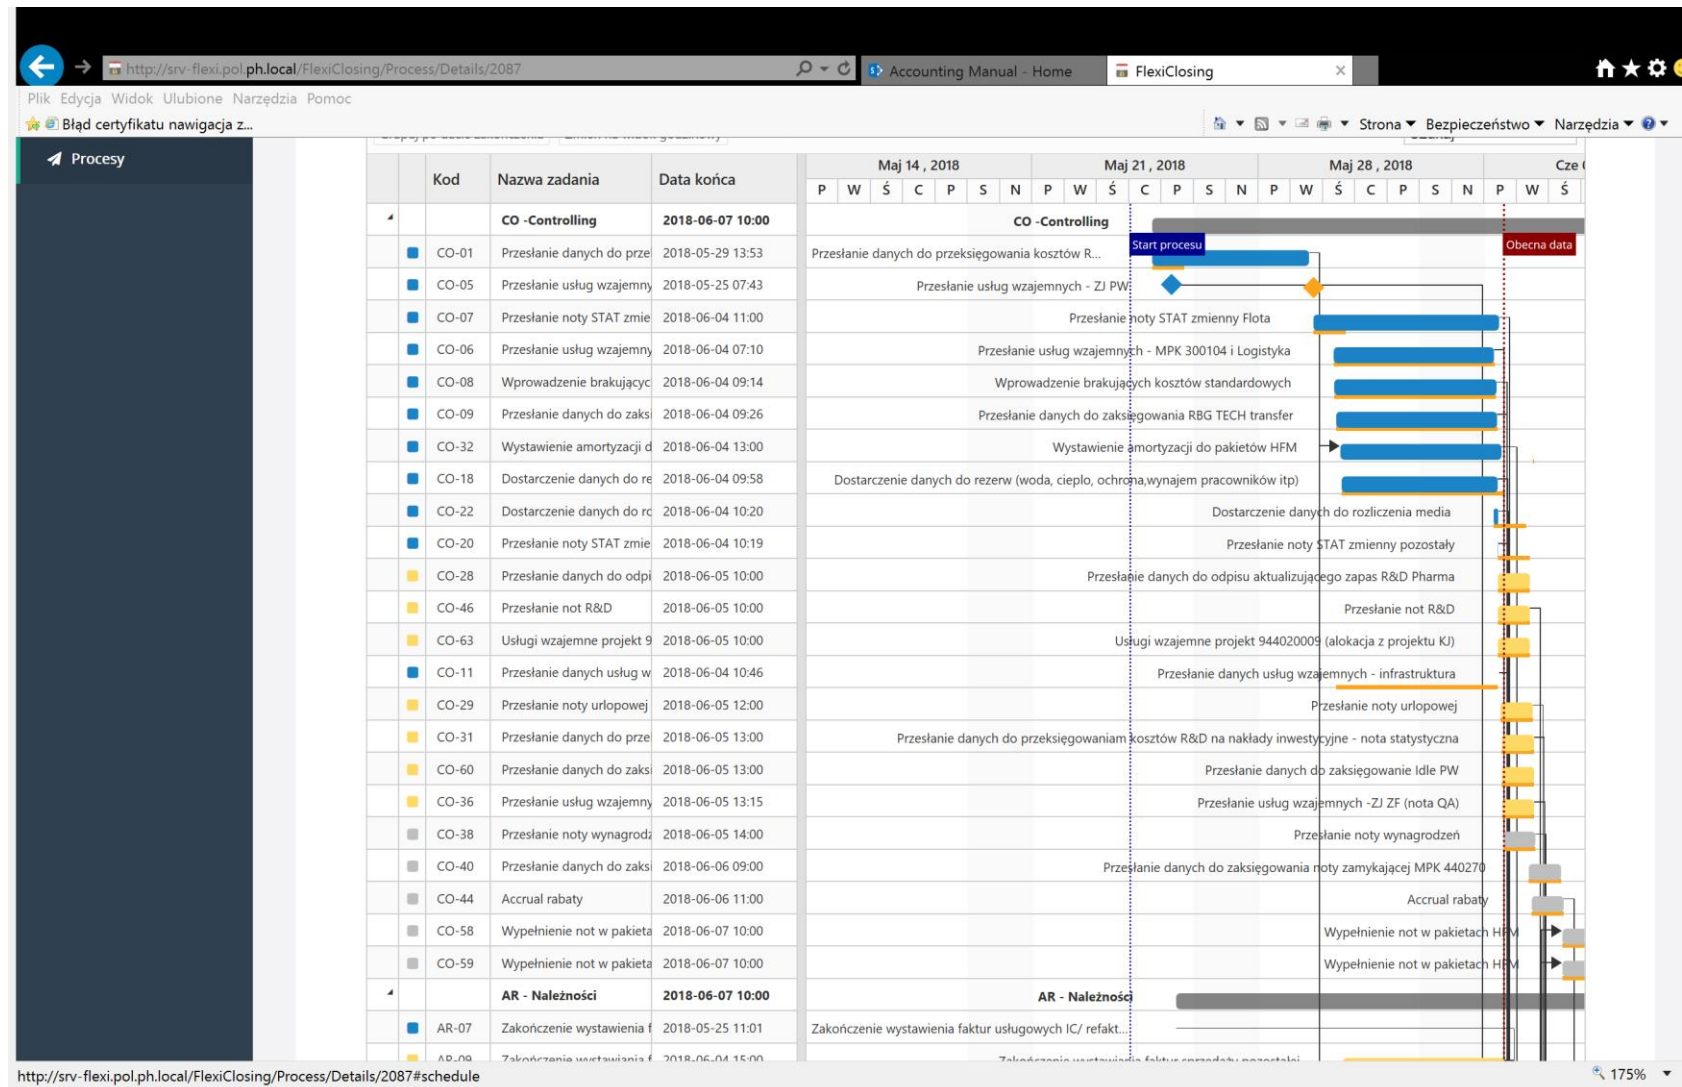 http://srv-flexi.pol.ph.local/FlexiClosing/Process/Details/2087
Accounting Manual - Home
FlexiClosing
Plik Edycja Widok Ulubione Narzędzia Pomoc
Błąd certyfikatu nawigacja z...
Strona Bezpieczeństwo Narzędzia
Procesy
Kod Nazwa zadania Data końca
Maj 14 , 2018 Maj 21 , 2018 Maj 28 , 2018 Cze
P W Ś C P S N P W Ś C P S N P W Ś C P S N P W Ś
CO -Controlling 2018-06-07 10:00 CO -Controlling
Start procesu Obecna data
CO-01 Przesłanie danych do prze 2018-05-29 13:53 Przesłanie danych do przeksięgowania kosztów R...
CO-05 Przesłanie usług wzajemny 2018-05-25 07:43 Przesłanie usług wzajemnych - ZJ PW
CO-07 Przesłanie noty STAT zmie 2018-06-04 11:00 Przesłanie noty STAT zmienny Flota
CO-06 Przesłanie usług wzajemny 2018-06-04 07:10 Przesłanie usług wzajemnych - MPK 300104 i Logistyka
CO-08 Wprowadzenie brakującyc 2018-06-04 09:14 Wprowadzenie brakujących kosztów standardowych
CO-09 Przesłanie danych do zaksi 2018-06-04 09:26 Przesłanie danych do zaksięgowania RBG TECH transfer
CO-32 Wystawienie amortyzacji d 2018-06-04 13:00 Wystawienie amortyzacji do pakietów HFM
CO-18 Dostarczenie danych do re 2018-06-04 09:58 Dostarczenie danych do rezerw (woda, cieplo, ochrona,wynajem pracowników itp)
CO-22 Dostarczenie danych do ro 2018-06-04 10:20 Dostarczenie danych do rozliczenia media
CO-20 Przesłanie noty STAT zmie 2018-06-04 10:19 Przesłanie noty STAT zmienny pozostały
CO-28 Przesłanie danych do odpi 2018-06-05 10:00 Przesłanie danych do odpisu aktualizującego zapas R&D Pharma
CO-46 Przesłanie not R&D 2018-06-05 10:00 Przesłanie not R&D
CO-63 Usługi wzajemne projekt 9 2018-06-05 10:00 Usługi wzajemne projekt 944020009 (alokacja z projektu KJ)
CO-11 Przesłanie danych usług w 2018-06-04 10:46 Przesłanie danych usług wzajemnych - infrastruktura
CO-29 Przesłanie noty urlopowej 2018-06-05 12:00 Przesłanie noty urlopowej
CO-31 Przesłanie danych do prze 2018-06-05 13:00 Przesłanie danych do przeksięgowaniam kosztów R&D na nakłady inwestycyjne - nota statystyczna
CO-60 Przesłanie danych do zaksi 2018-06-05 13:00 Przesłanie danych do zaksięgowanie Idle PW
CO-36 Przesłanie usług wzajemny 2018-06-05 13:15 Przesłanie usług wzajemnych -ZJ ZF (nota QA)
CO-38 Przesłanie noty wynagrodz 2018-06-05 14:00 Przesłanie noty wynagrodzeń
CO-40 Przesłanie danych do zaksi 2018-06-06 09:00 Przesłanie danych do zaksięgowania noty zamykającej MPK 440270
CO-44 Accrual rabaty 2018-06-06 11:00 Accrual rabaty
CO-58 Wypełnienie not w pakieta 2018-06-07 10:00 Wypełnienie not w pakietach HFM
CO-59 Wypełnienie not w pakieta 2018-06-07 10:00 Wypełnienie not w pakietach HFM
AR - Należności 2018-06-07 10:00 AR - Należności
AR-07 Zakończenie wystawienia f 2018-05-25 11:01 Zakończenie wystawienia faktur usługowych IC/ refakt...
AR-09 Zakończenie wystawiania f 2018-06-04 15:00 Zakończenie wystawiania faktur sprzedaży pozostałej
http://srv-flexi.pol.ph.local/FlexiClosing/Process/Details/2087#schedule
175%